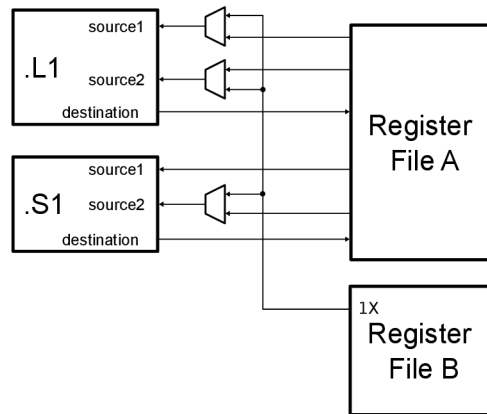 source1
.L1
source2
destination
Register
File A
source1
.S1
source2
destination
1X
Register
File B